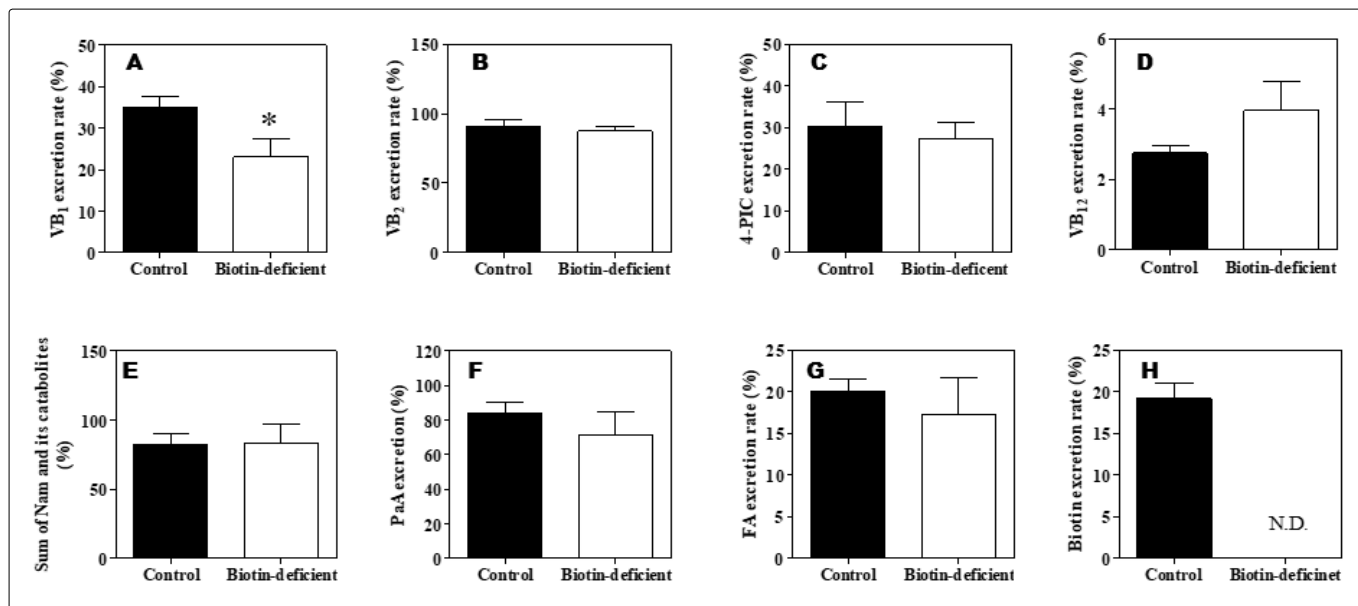 A
VB₁ excretion rate (%)
50
40
30
20
10
0
*
Control
Biotin-deficient
B
VB₂ excretion rate (%)
150
100
50
0
Control
Biotin-deficient
C
4-PIC excretion rate (%)
50
40
30
20
10
0
Control
Biotin-deficent
D
VB₁₂ excretion rate (%)
6
4
2
0
Control
Biotin-deficient
E
Sum of Nam and its catabolites
(%)
150
100
50
0
Control
Biotin-deficient
F
PaA excretion (%)
120
100
80
60
40
20
0
Control
Biotin-deficient
G
FA excretion rate (%)
25
20
15
10
5
0
Control
Biotin-deficient
H
Biotin excretion rate (%)
25
20
15
10
5
0
N.D.
Control
Biotin-deficinet